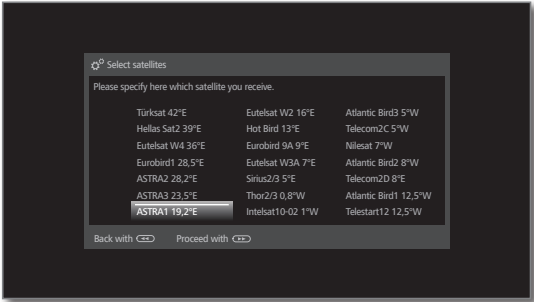 Select satellites
Please specify here which satellite you receive.
Türksat 42°E Eutelsat W2 16°E Atlantic Bird3 5°W
Hellas Sat2 39°E Hot Bird 13°E Telecom2C 5°W
Eutelsat W4 36°E Eurobird 9A 9°E Nilesat 7°W
Eurobird1 28,5°E Eutelsat W3A 7°E Atlantic Bird2 8°W
ASTRA2 28,2°E Sirius2/3 5°E Telecom2D 8°E
ASTRA3 23,5°E Thor2/3 0,8°W Atlantic Bird1 12,5°W
ASTRA1 19,2°E Intelsat10-02 1°W Telestart12 12,5°W
Back with Proceed with